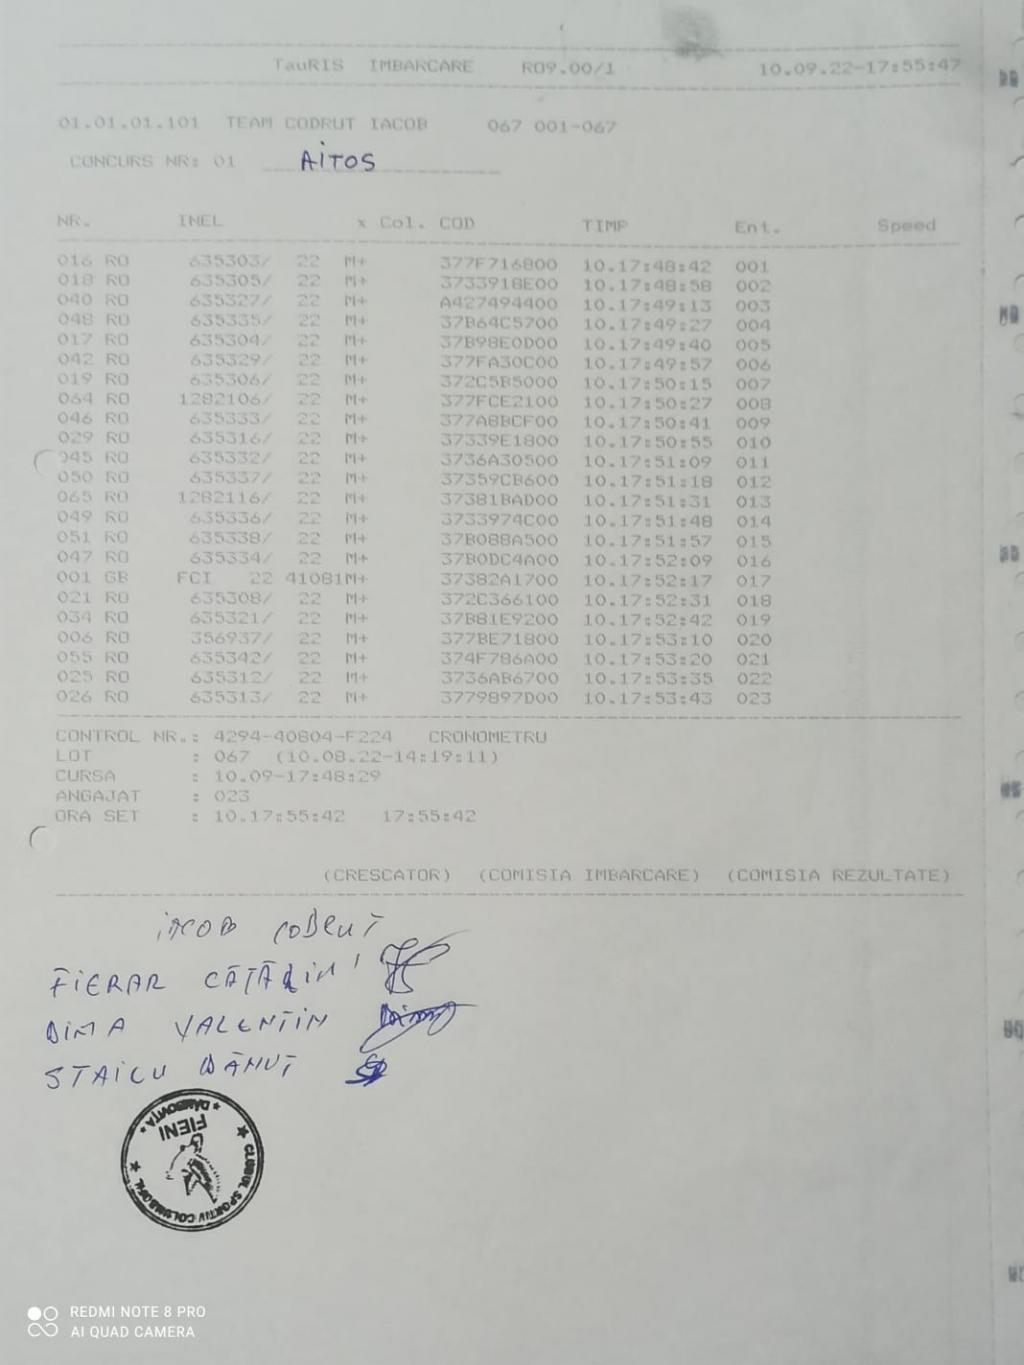 TauRIS IMBARCARE RO9.00/1 10.09.22-17:55:47
01.01.01.101 TEAM CODRUT IACOB 067 001-067
CONCURS NR: 01 AITOS
NR. INEL x Col. COD TIMP Ent. Speed
016 RO 635303/ 22 M+ 377F716800 10.17:48:42 001
018 RO 635305/ 22 M+ 3733918E00 10.17:48:58 002
040 RO 635327/ 22 M+ A427494400 10.17:49:13 003
048 RO 635335/ 22 M+ 37B64C5700 10.17:49:27 004
017 RO 635304/ 22 M+ 37B98E0D00 10.17:49:40 005
042 RO 635329/ 22 M+ 377FA30C00 10.17:49:57 006
019 RO 635306/ 22 M+ 372C5B5000 10.17:50:15 007
064 RO 1282106/ 22 M+ 377FCE2100 10.17:50:27 008
046 RO 635333/ 22 M+ 377A8BCF00 10.17:50:41 009
029 RO 635316/ 22 M+ 37339E1800 10.17:50:55 010
045 RO 635332/ 22 M+ 3736A30500 10.17:51:09 011
050 RO 635337/ 22 M+ 37359CB600 10.17:51:18 012
065 RO 1282116/ 22 M+ 37381BAD00 10.17:51:31 013
049 RO 635336/ 22 M+ 3733974C00 10.17:51:48 014
051 RO 635338/ 22 M+ 37B088A500 10.17:51:57 015
047 RO 635334/ 22 M+ 37B0DC4A00 10.17:52:09 016
001 GB FCI 22 41081M+ 37382A1700 10.17:52:17 017
021 RO 635308/ 22 M+ 372C366100 10.17:52:31 018
034 RO 635321/ 22 M+ 37B81E9200 10.17:52:42 019
006 RO 356937/ 22 M+ 377BE71800 10.17:53:10 020
055 RO 635342/ 22 M+ 374F786A00 10.17:53:20 021
025 RO 635312/ 22 M+ 3736AB6700 10.17:53:35 022
026 RO 635313/ 22 M+ 3779897D00 10.17:53:43 023
CONTROL NR.: 4294-40804-F224 CRONOMETRU
LOT : 067 (10.08.22-14:19:11)
CURSA : 10.09-17:48:29
ANGAJAT : 023
ORA SET : 10.17:55:42 17:55:42
(CRESCATOR) (COMISIA IMBARCARE) (COMISIA REZULTATE)
IACOB CODRUT
FIERAR CĂTĂLIN
DIMA VALENTIN
STAICU DĂNUȚ
CLUBUL SPORTIV COLUMBOFIL
FIENI
DÂMBOVIȚA
REDMI NOTE 8 PRO
AI QUAD CAMERA